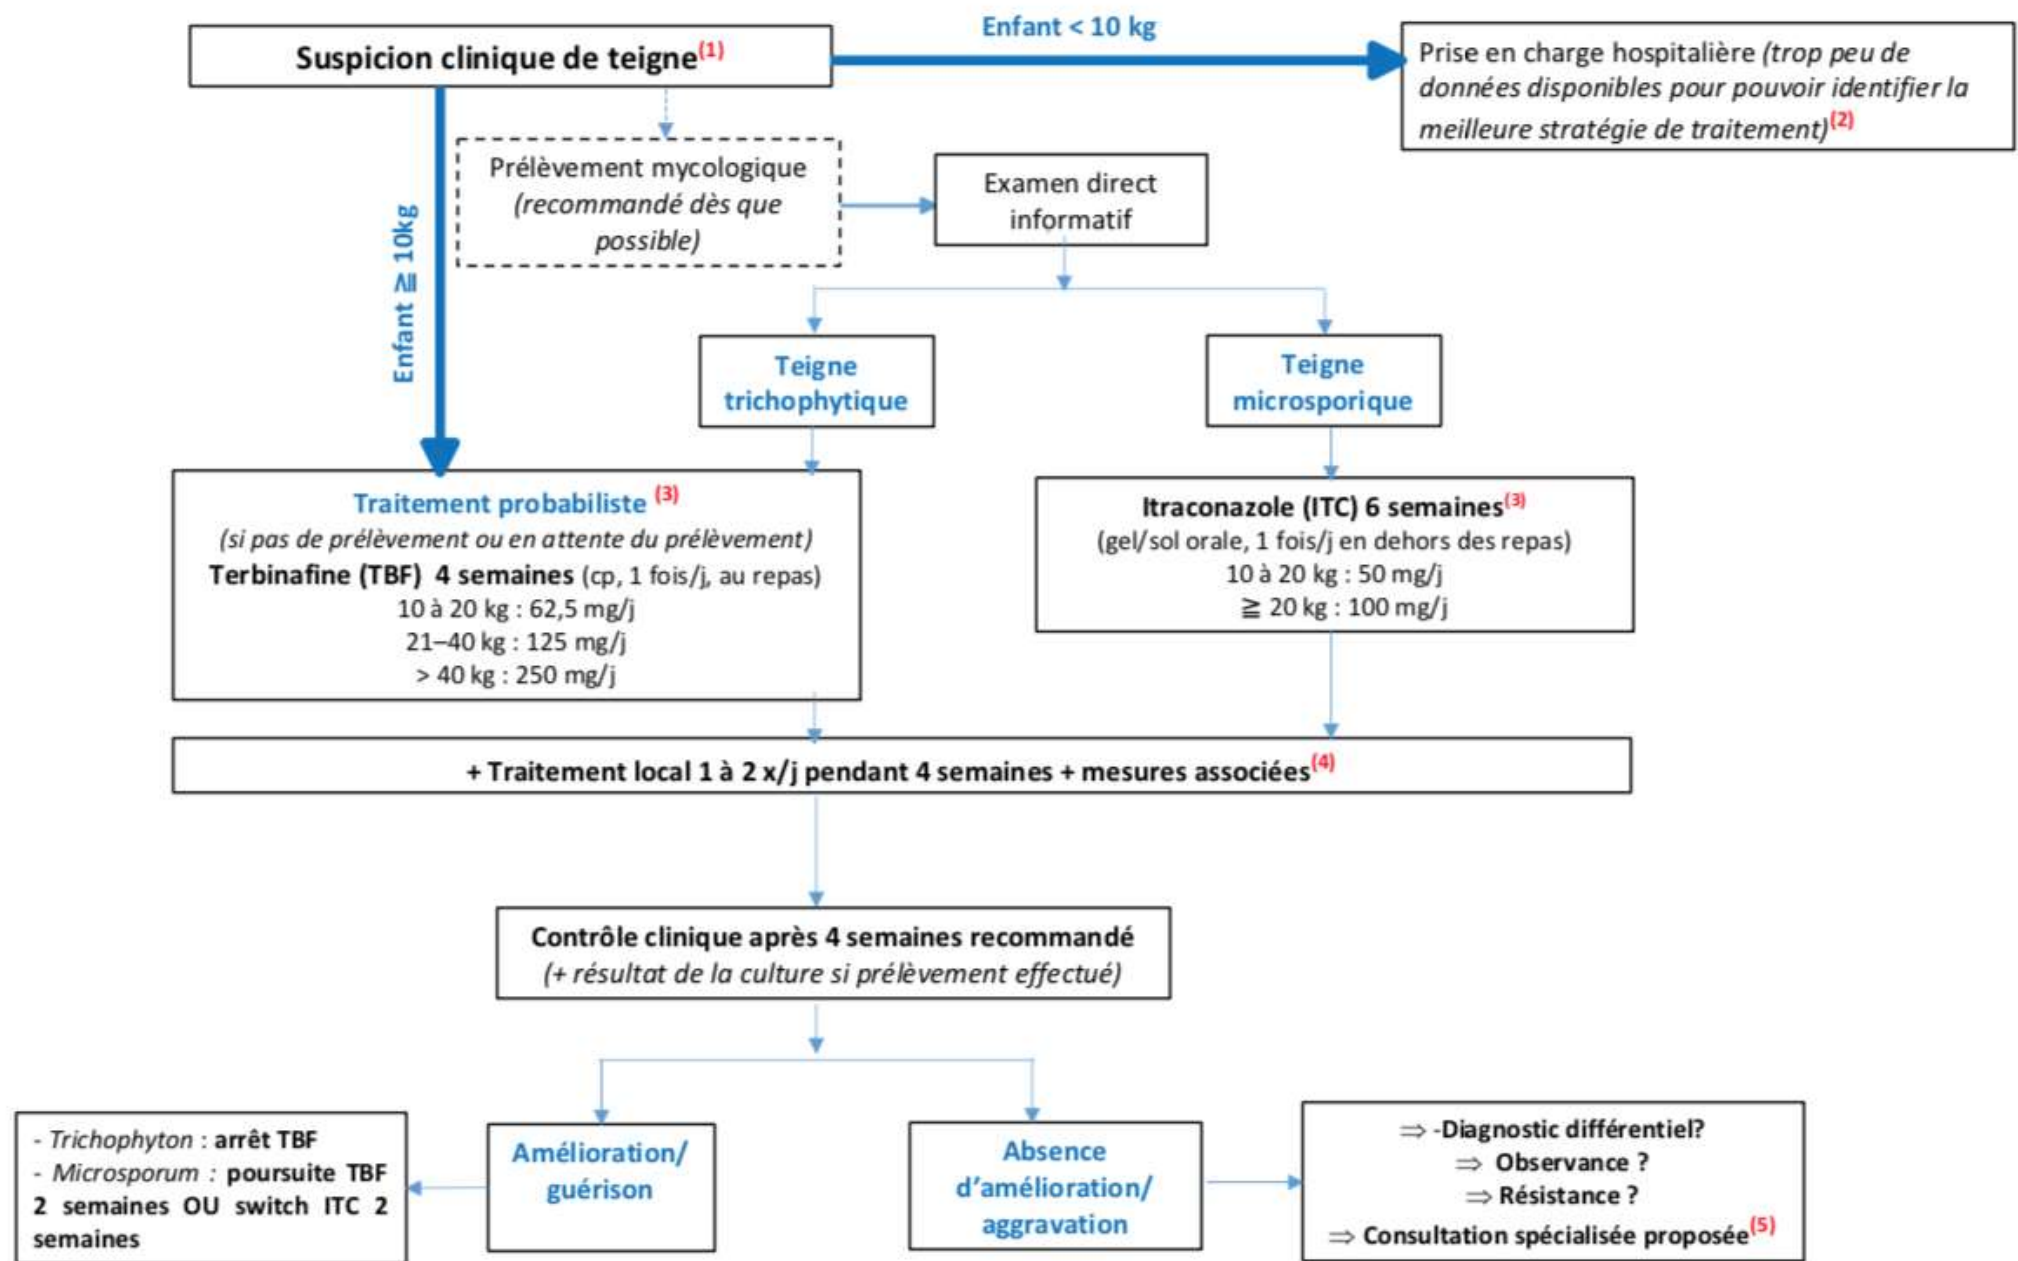 Enfant < 10 kg
Suspicion clinique de teigne(1)
Prise en charge hospitalière (trop peu de
données disponibles pour pouvoir identifier la
meilleure stratégie de traitement)(2)
Prélèvement mycologique
(recommandé dès que
possible)
Examen direct
informatif
Enfant ≧ 10kg
Teigne
trichophytique
Teigne
microsporique
Traitement probabiliste (3)
(si pas de prélèvement ou en attente du prélèvement)
Terbinafine (TBF) 4 semaines (cp, 1 fois/j, au repas)
10 à 20 kg : 62,5 mg/j
21–40 kg : 125 mg/j
> 40 kg : 250 mg/j
Itraconazole (ITC) 6 semaines(3)
(gel/sol orale, 1 fois/j en dehors des repas)
10 à 20 kg : 50 mg/j
≧ 20 kg : 100 mg/j
+ Traitement local 1 à 2 x/j pendant 4 semaines + mesures associées(4)
Contrôle clinique après 4 semaines recommandé
(+ résultat de la culture si prélèvement effectué)
- Trichophyton : arrêt TBF
- Microsporum : poursuite TBF
2 semaines OU switch ITC 2
semaines
Amélioration/
guérison
Absence
d'amélioration/
aggravation
⇒ -Diagnostic différentiel?
⇒ Observance ?
⇒ Résistance ?
⇒ Consultation spécialisée proposée(5)